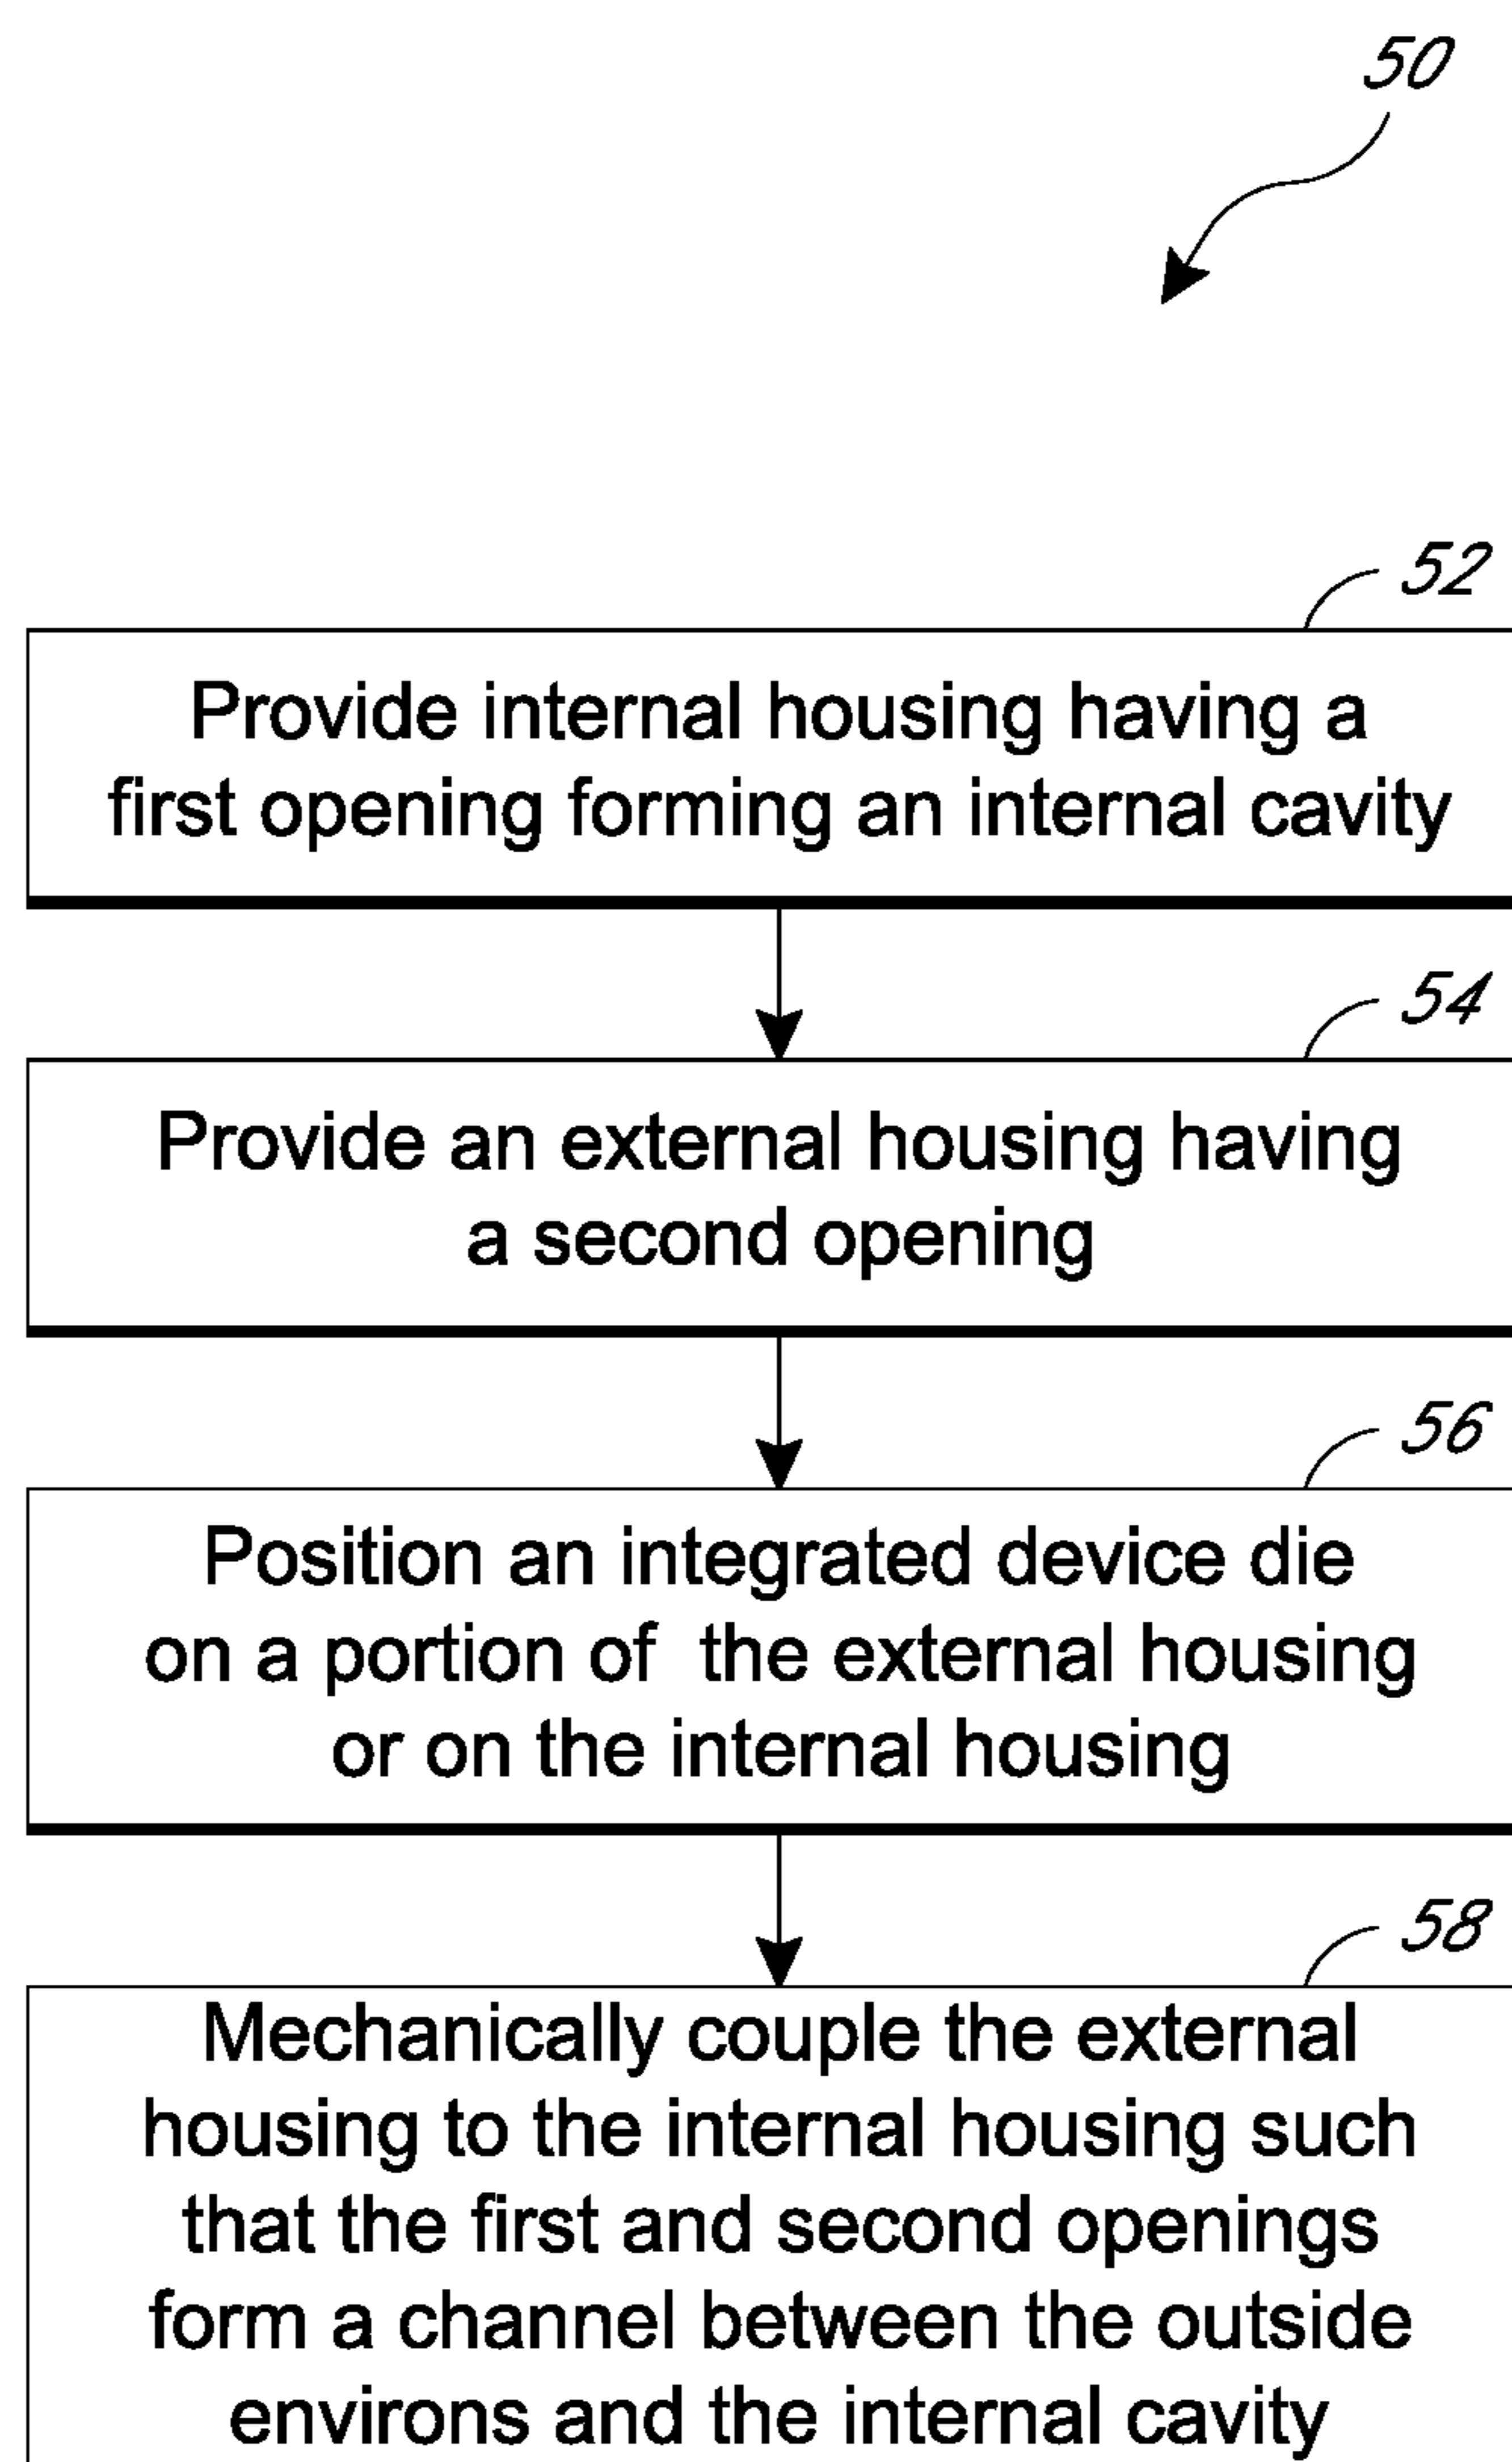 50
52
Provide internal housing having a
first opening forming an internal cavity
54
Provide an external housing having
a second opening
56
Position an integrated device die
on a portion of the external housing
or on the internal housing
58
Mechanically couple the external
housing to the internal housing such
that the first and second openings
form a channel between the outside
environs and the internal cavity